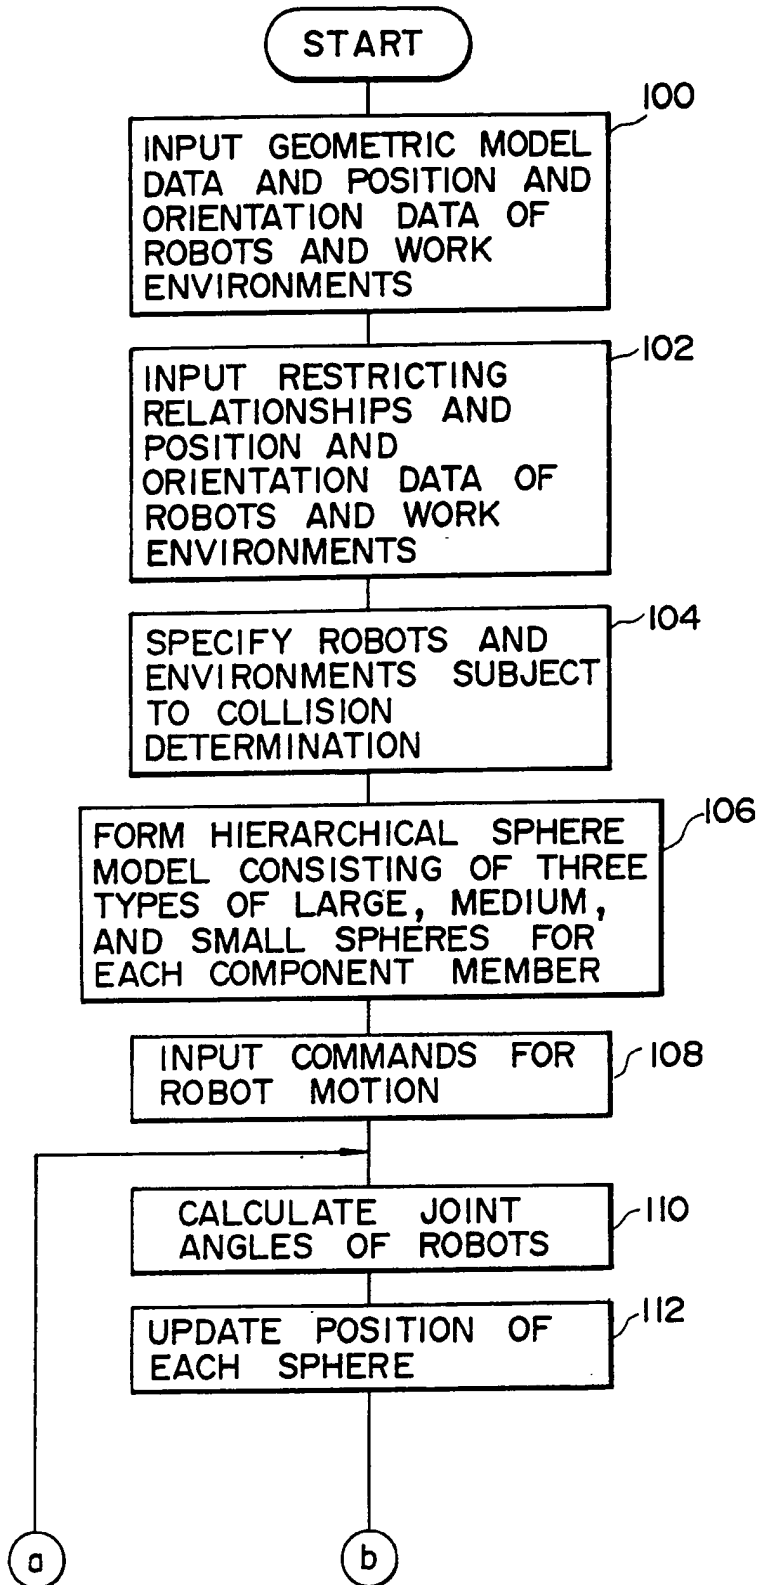 START
100
INPUT GEOMETRIC MODEL
DATA AND POSITION AND
ORIENTATION DATA OF
ROBOTS AND WORK
ENVIRONMENTS
102
INPUT RESTRICTING
RELATIONSHIPS AND
POSITION AND
ORIENTATION DATA OF
ROBOTS AND WORK
ENVIRONMENTS
104
SPECIFY ROBOTS AND
ENVIRONMENTS SUBJECT
TO COLLISION
DETERMINATION
106
FORM HIERARCHICAL SPHERE
MODEL CONSISTING OF THREE
TYPES OF LARGE, MEDIUM,
AND SMALL SPHERES FOR
EACH COMPONENT MEMBER
108
INPUT COMMANDS FOR
ROBOT MOTION
110
CALCULATE JOINT
ANGLES OF ROBOTS
112
UPDATE POSITION OF
EACH SPHERE
a
b